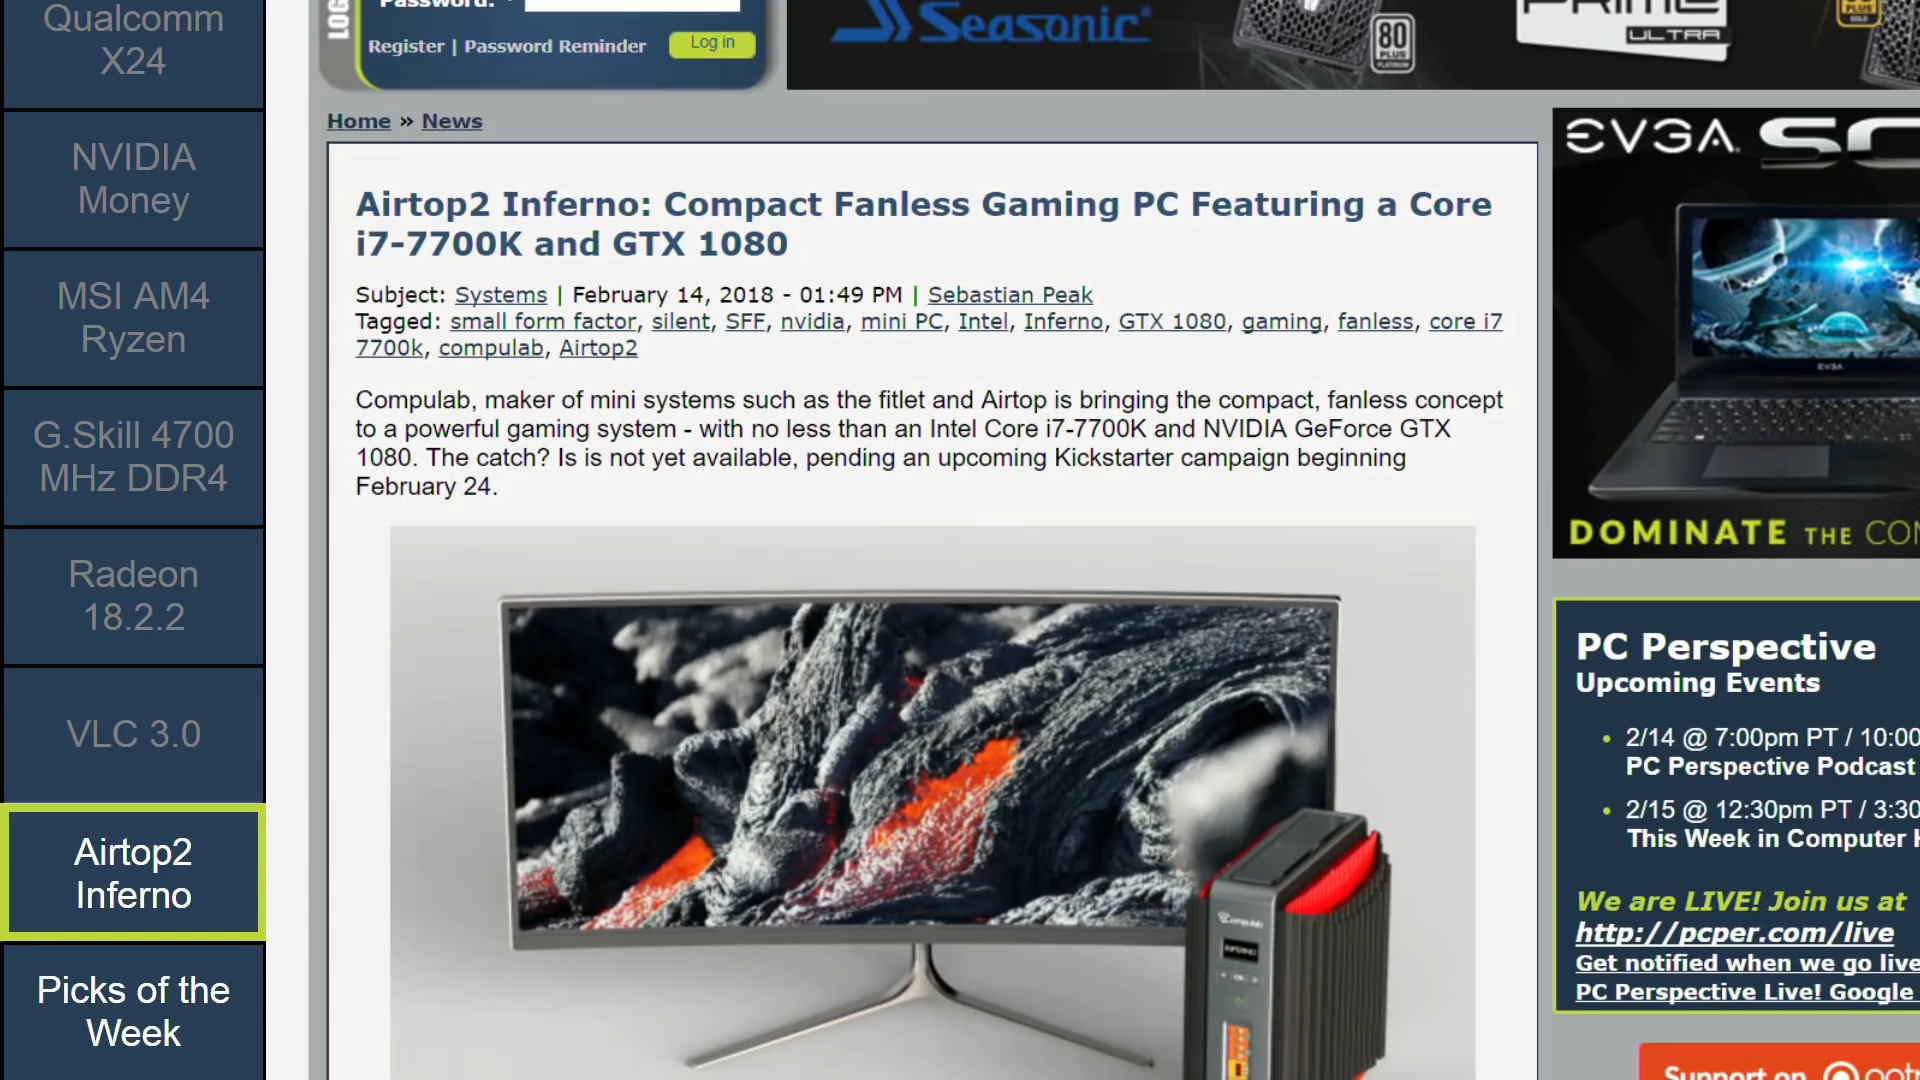 Qualcomm
X24
NVIDIA
Money
MSI AM4
Ryzen
G.Skill 4700
MHz DDR4
Radeon
18.2.2
VLC 3.0
Airtop2
Inferno
Picks of the
Week
Password:
Register | Password Reminder
Log in
Seasonic
80
PLUS
PLATINUM
PRIME
ULTRA
PLUS
GOLD
Home » News
Airtop2 Inferno: Compact Fanless Gaming PC Featuring a Core
i7-7700K and GTX 1080
Subject: Systems | February 14, 2018 - 01:49 PM | Sebastian Peak
Tagged: small form factor, silent, SFF, nvidia, mini PC, Intel, Inferno, GTX 1080, gaming, fanless, core i7
7700k, compulab, Airtop2
Compulab, maker of mini systems such as the fitlet and Airtop is bringing the compact, fanless concept
to a powerful gaming system - with no less than an Intel Core i7-7700K and NVIDIA GeForce GTX
1080. The catch? Is is not yet available, pending an upcoming Kickstarter campaign beginning
February 24.
Compulab
INFERNO
EVGA. SC
EVGA
DOMINATE THE CO
PC Perspective
Upcoming Events
• 2/14 @ 7:00pm PT / 10:00
PC Perspective Podcast
• 2/15 @ 12:30pm PT / 3:30
This Week in Computer
We are LIVE! Join us at
http://pcper.com/live
Get notified when we go live
PC Perspective Live! Google
Support on